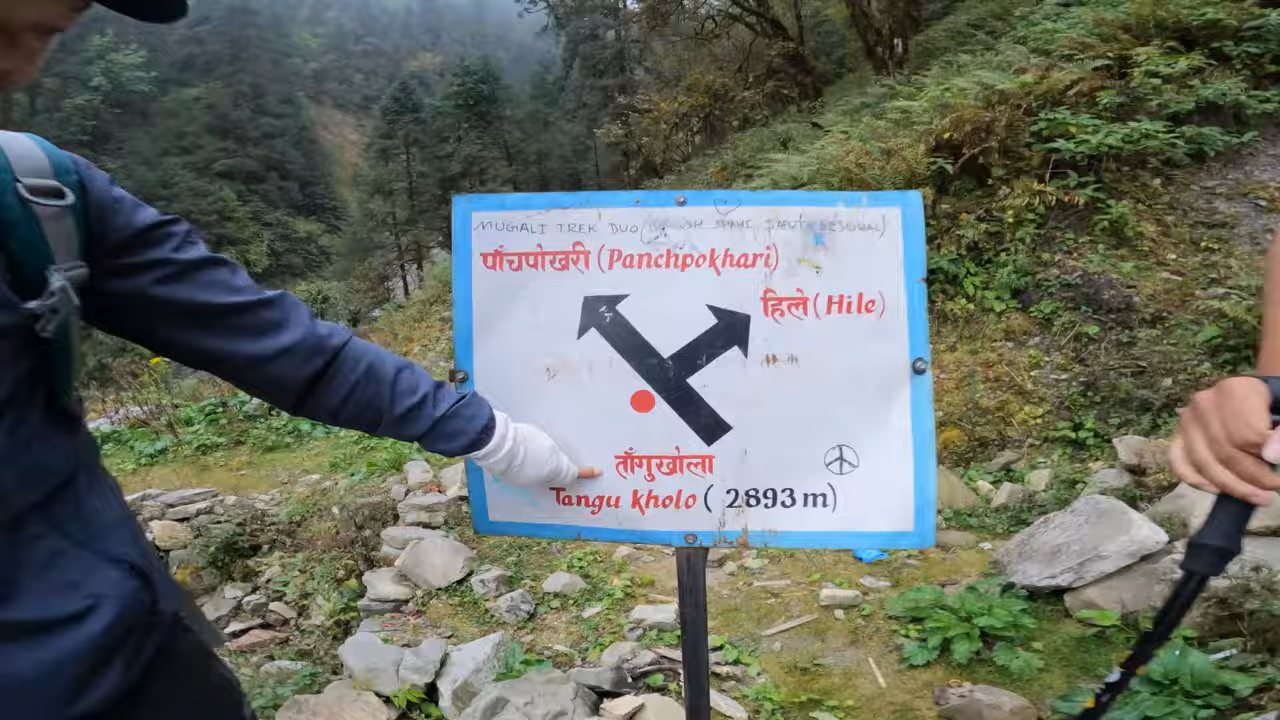 MUGALI TREK DUO (
पाँचपोखरी (Panchpokhari)
हिले (Hile)
ताँगुखोला
Tangu kholo ( 2893 m)